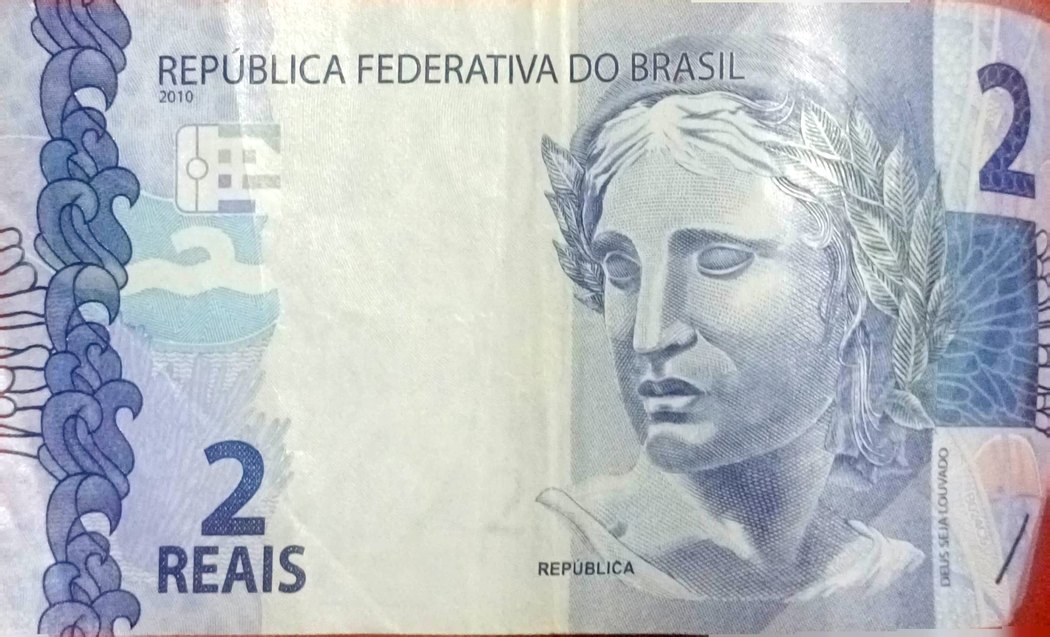 REPÚBLICA FEDERATIVA DO BRASIL
2010
2
2
REAIS
REPÚBLICA
DEUS SEJA LOUVADO